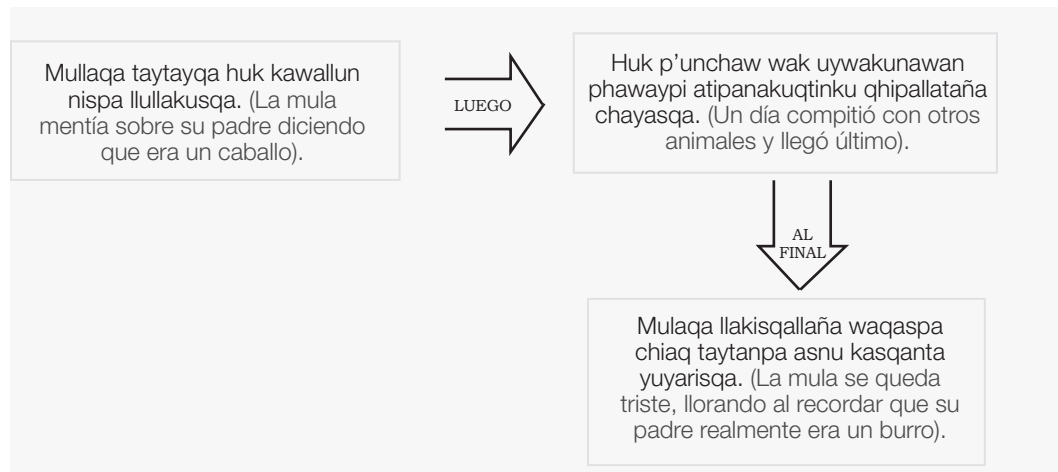 Mullaqa taytayqa huk kawallun
nispa llullakusqa. (La mula
mentía sobre su padre diciendo
que era un caballo).
LUEGO
Huk p'unchaw wak uywakunawan
phawaypi atipanakuqtinku qhipallataña
chayasqa. (Un día compitió con otros
animales y llegó último).
AL
FINAL
Mulaqa llakisqallaña waqaspa
chiaq taytanpa asnu kasqanta
yuyarisqa. (La mula se queda
triste, llorando al recordar que su
padre realmente era un burro).